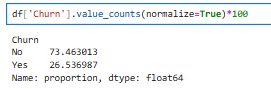 df['Churn'].value_counts(normalize=True)*100
Churn
No     73.463013
Yes    26.536987
Name: proportion, dtype: float64